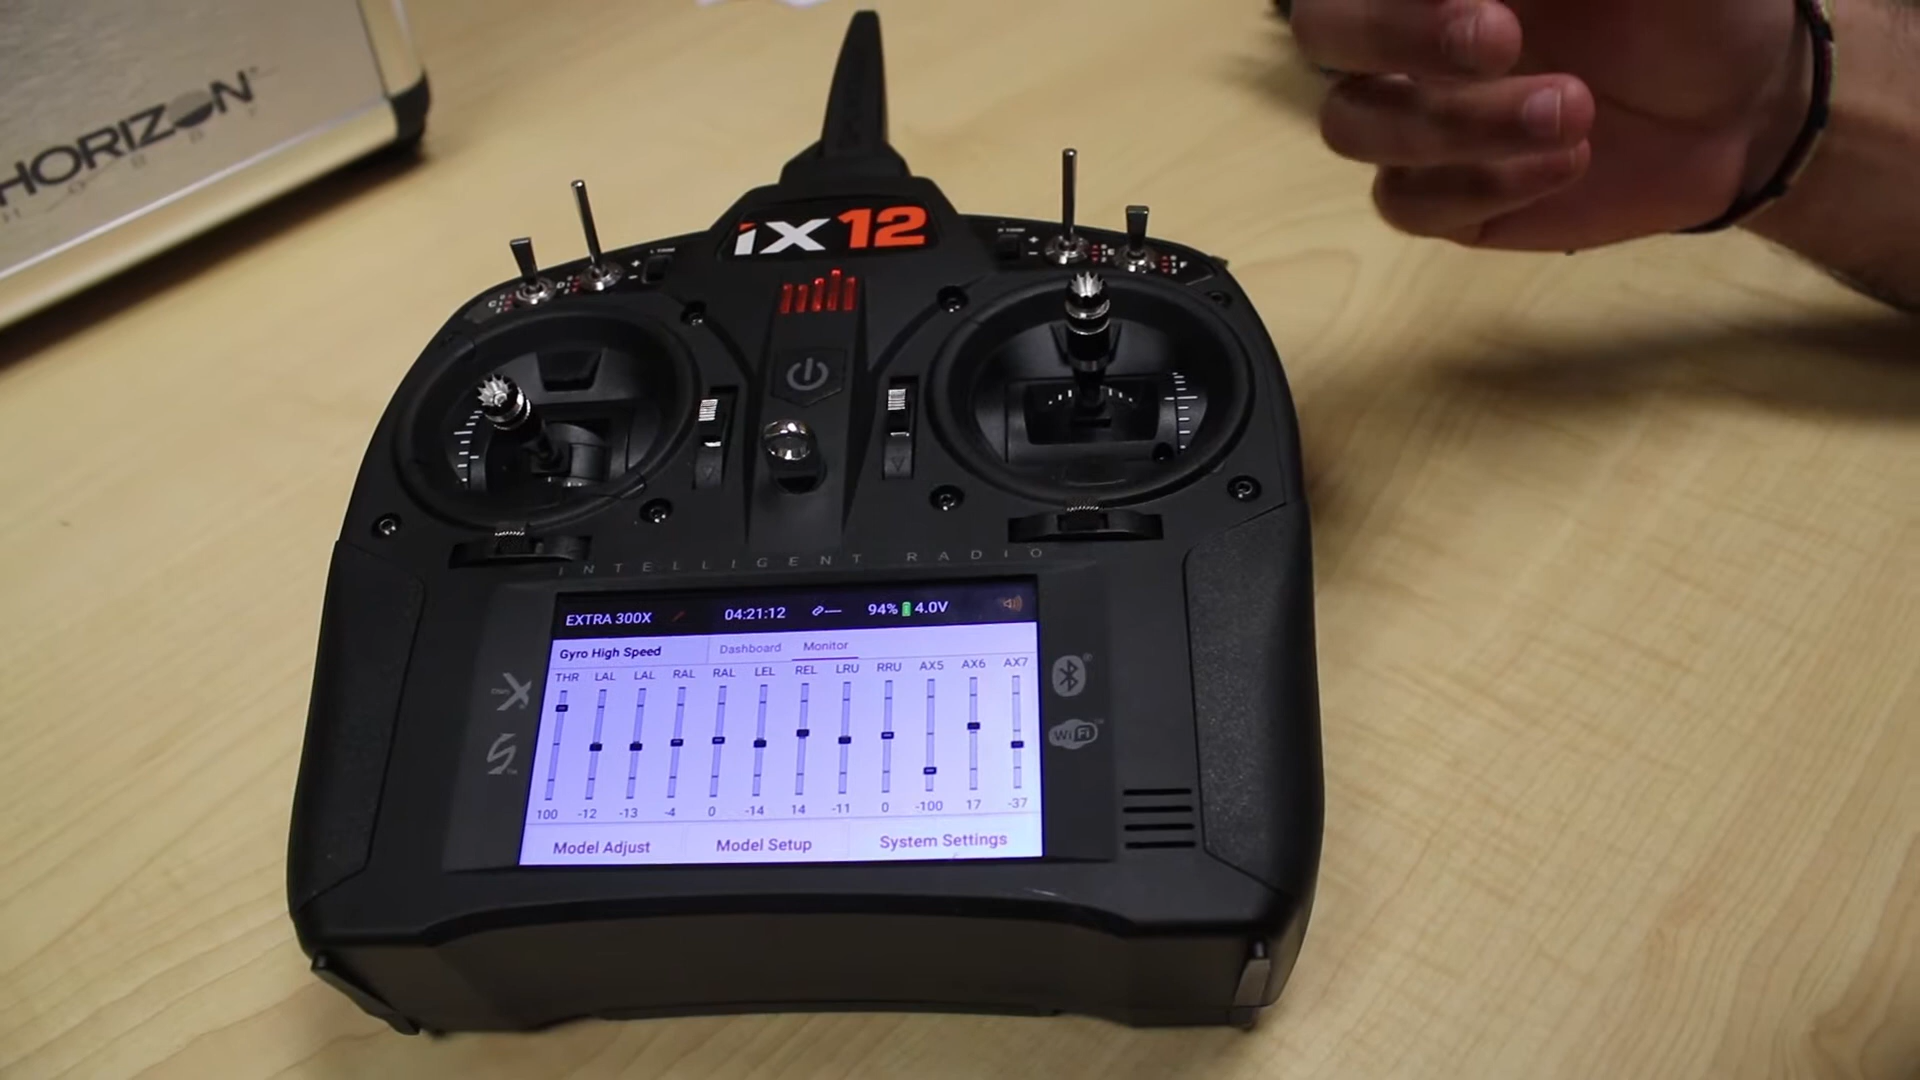 HORIZON
HOBBY
iX12
INTELLIGENT RADIO
EXTRA 300X 04:21:12 94% 4.0V
Gyro High Speed Dashboard Monitor
THR LAL LAL RAL RAL LEL REL LRU RRU AX5 AX6 AX7
100 -12 -13 -4 0 -14 14 -11 0 -100 17 -37
Model Adjust Model Setup System Settings
WiFi